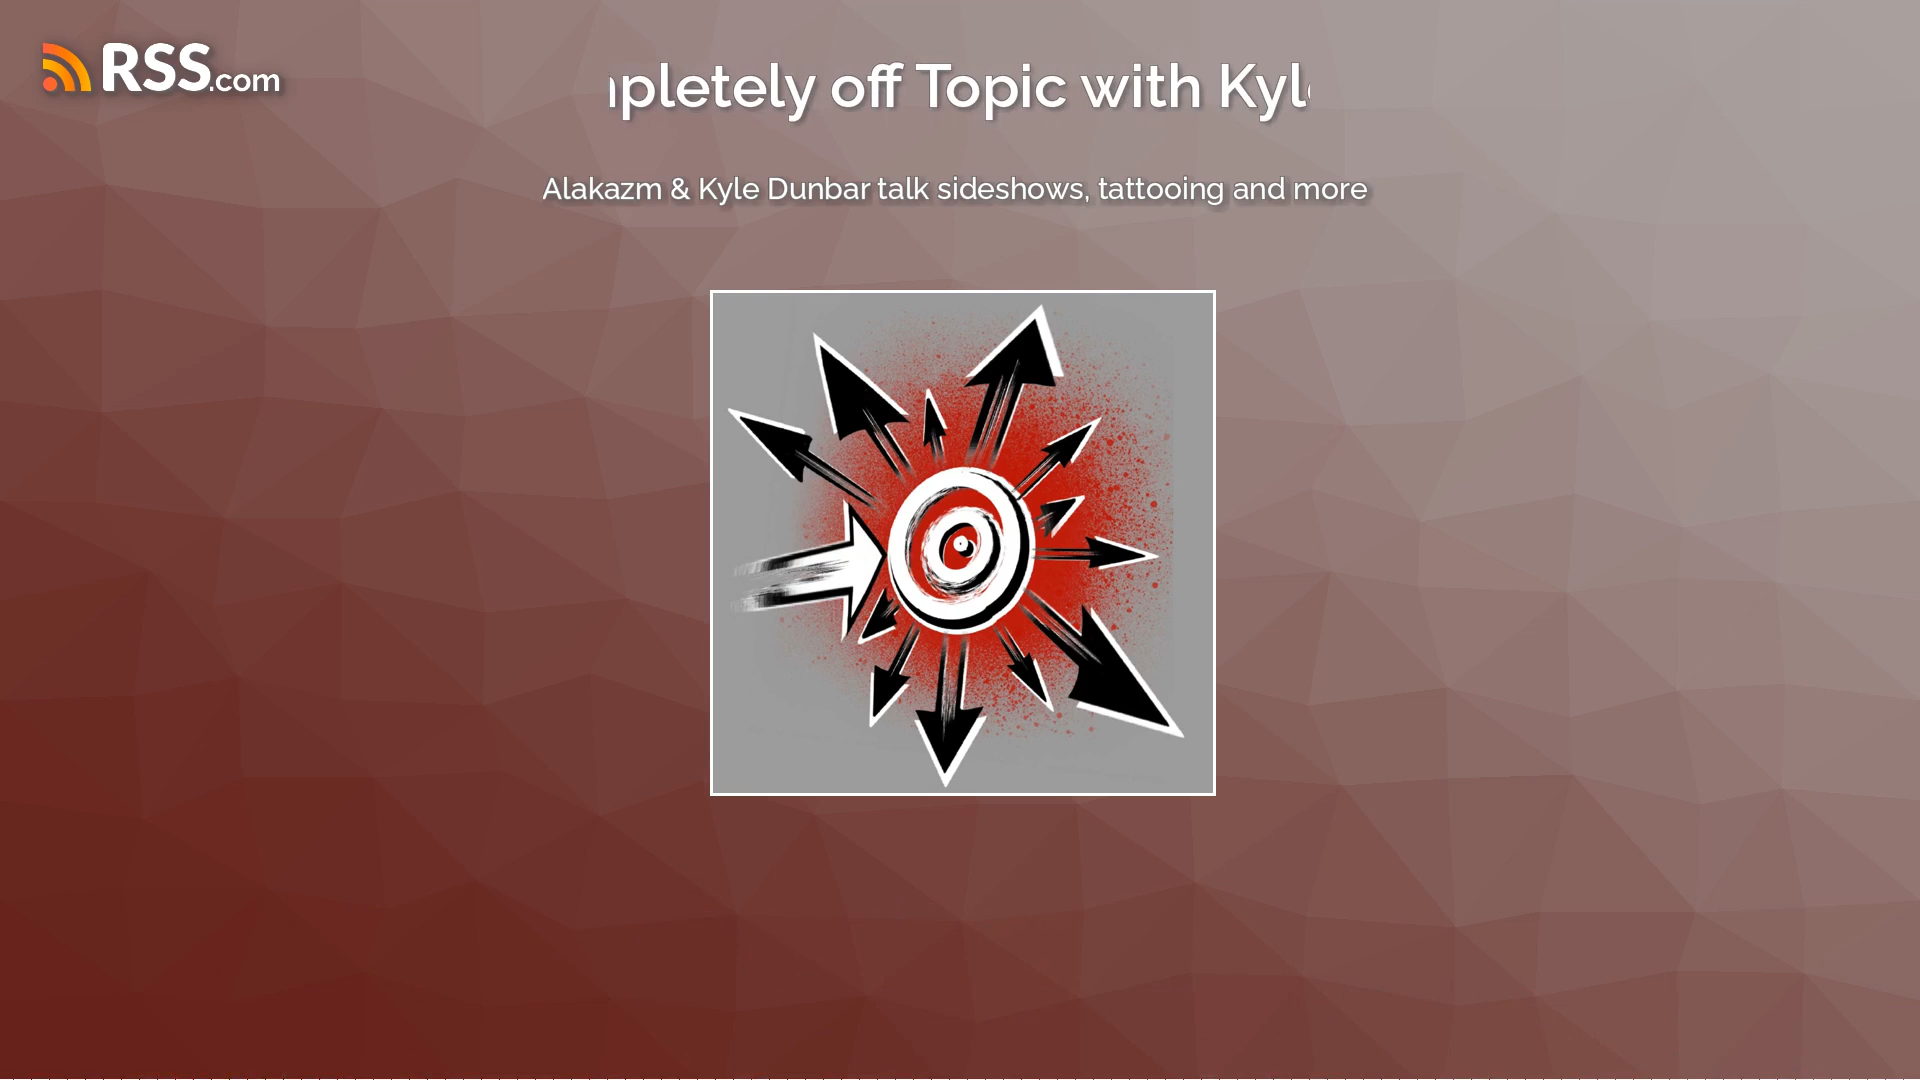 RSS.com
pletely off Topic with Kyl
Alakazm & Kyle Dunbar talk sideshows, tattooing and more